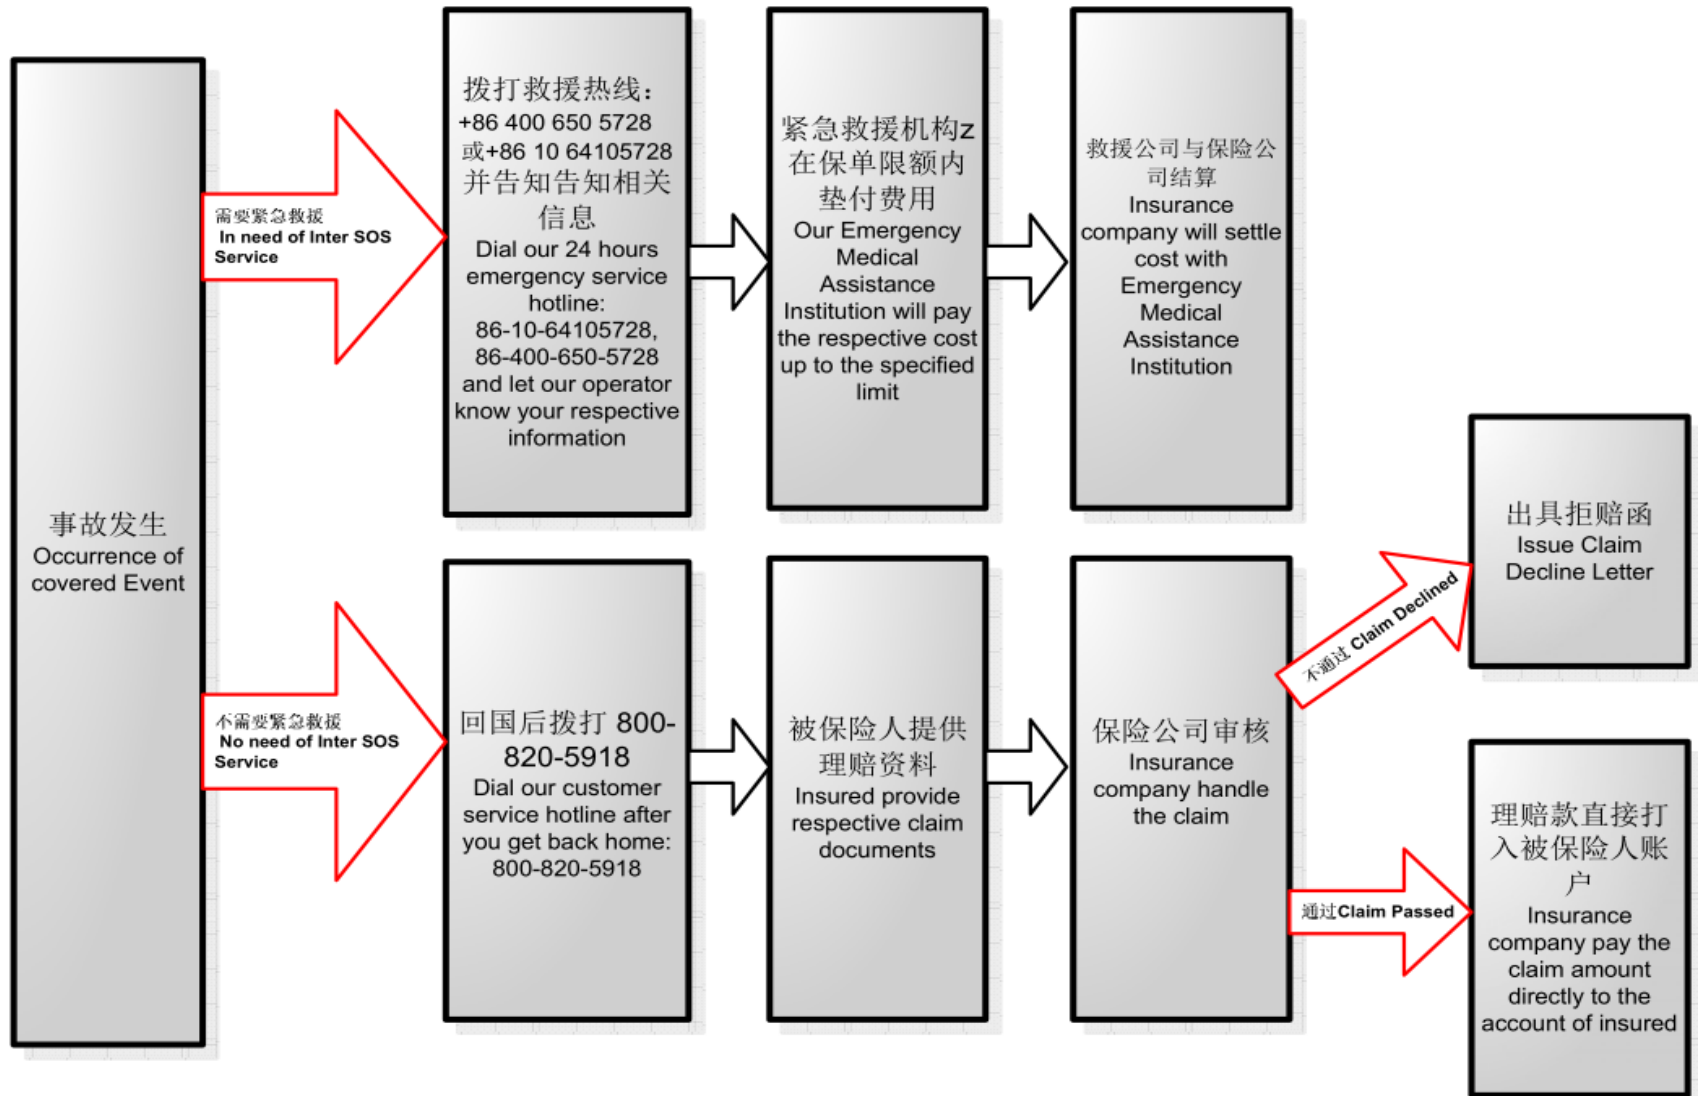 事故发生
Occurrence of
covered Event
需要紧急救援
In need of Inter SOS
Service
拨打救援热线：
+86 400 650 5728
或+86 10 64105728
并告知告知相关
信息
Dial our 24 hours
emergency service
hotline:
86-10-64105728,
86-400-650-5728
and let our operator
know your respective
information
紧急救援机构z
在保单限额内
垫付费用
Our Emergency
Medical
Assistance
Institution will pay
the respective cost
up to the specified
limit
救援公司与保险公
司结算
Insurance
company will settle
cost with
Emergency
Medical
Assistance
Institution
不需要紧急救援
No need of Inter SOS
Service
回国后拨打 800-
820-5918
Dial our customer
service hotline after
you get back home:
800-820-5918
被保险人提供
理赔资料
Insured provide
respective claim
documents
保险公司审核
Insurance
company handle
the claim
不通过 Claim Declined
出具拒赔函
Issue Claim
Decline Letter
通过Claim Passed
理赔款直接打
入被保险人账
户
Insurance
company pay the
claim amount
directly to the
account of insured